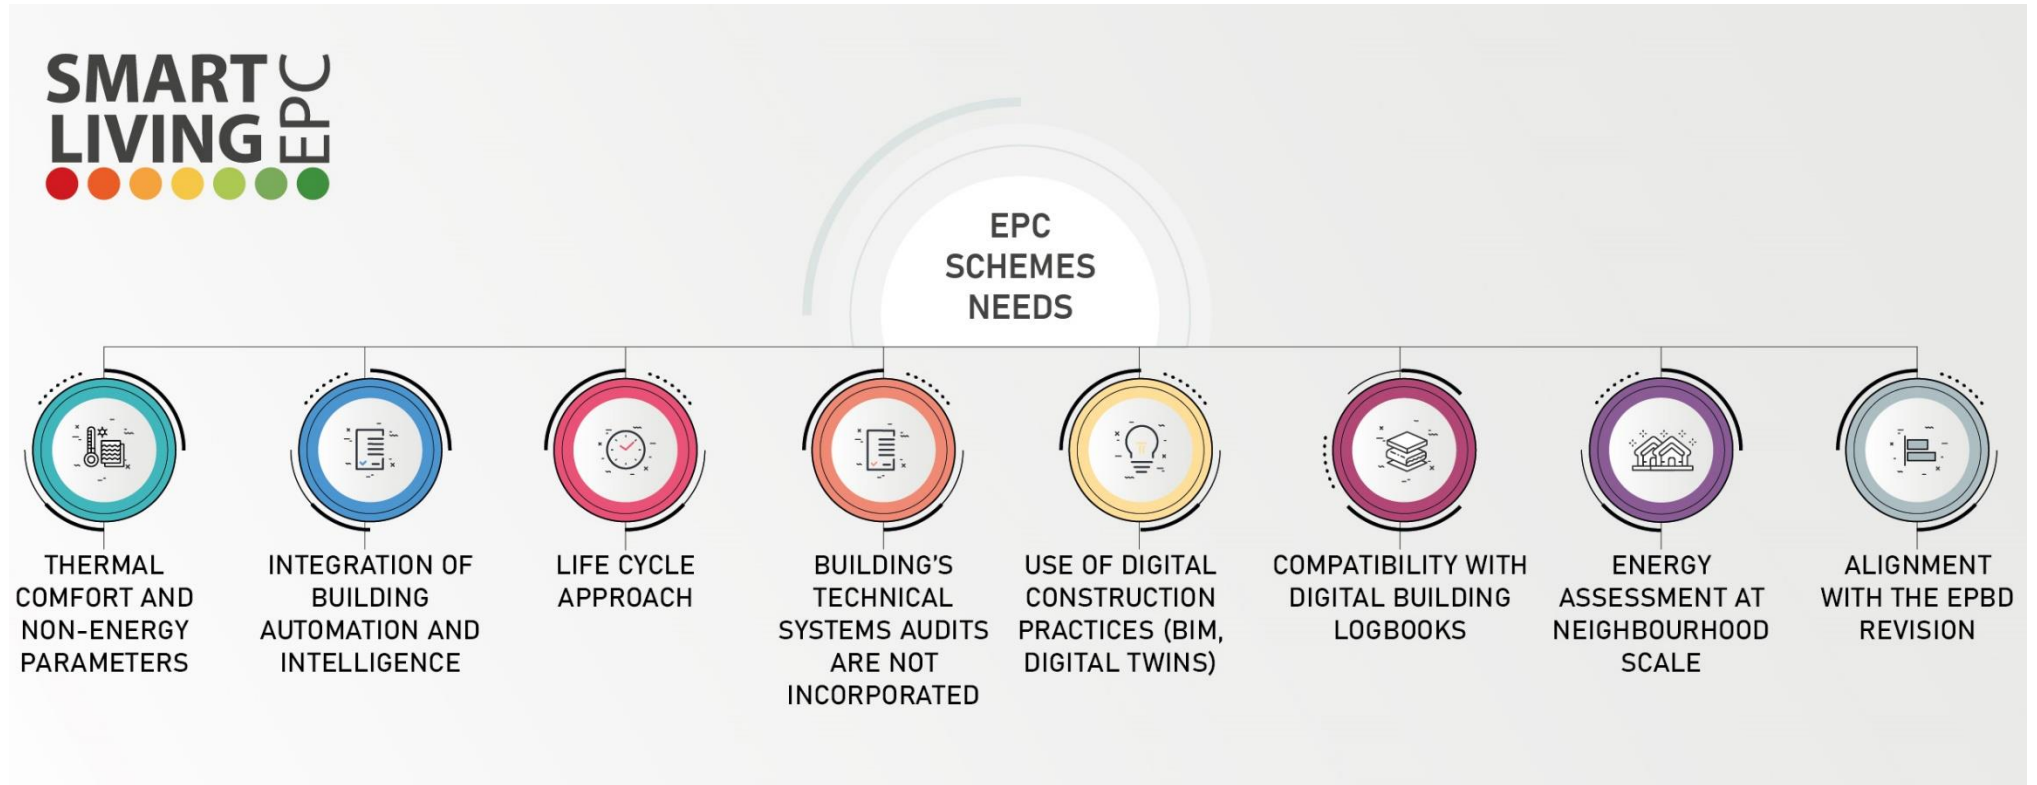 SMART
LIVING
EPC
EPC
SCHEMES
NEEDS
THERMAL
COMFORT AND
NON-ENERGY
PARAMETERS
INTEGRATION OF
BUILDING
AUTOMATION AND
INTELLIGENCE
LIFE CYCLE
APPROACH
BUILDING'S
TECHNICAL
SYSTEMS AUDITS
ARE NOT
INCORPORATED
USE OF DIGITAL
CONSTRUCTION
PRACTICES (BIM,
DIGITAL TWINS)
COMPATIBILITY WITH
DIGITAL BUILDING
LOGBOOKS
ENERGY
ASSESSMENT AT
NEIGHBOURHOOD
SCALE
ALIGNMENT
WITH THE EPBD
REVISION